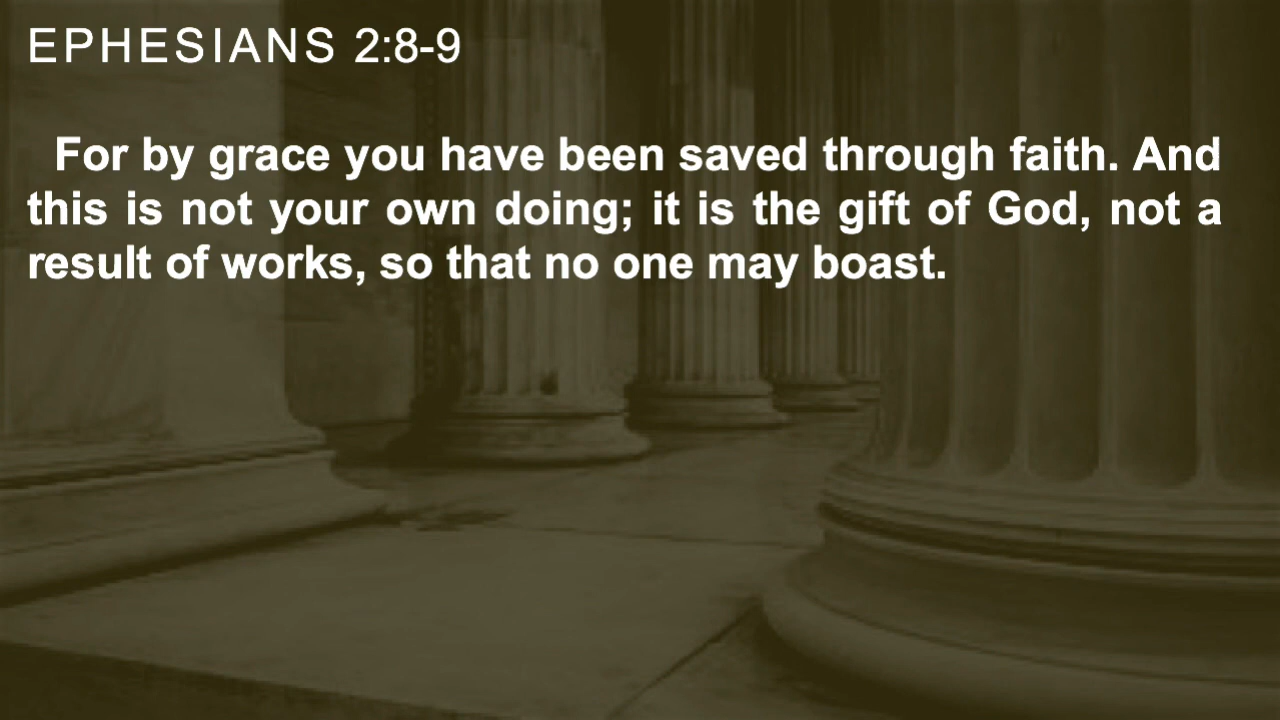 EPHESIANS 2:8-9
For by grace you have been saved through faith. And
this is not your own doing; it is the gift of God, not a
result of works, so that no one may boast.